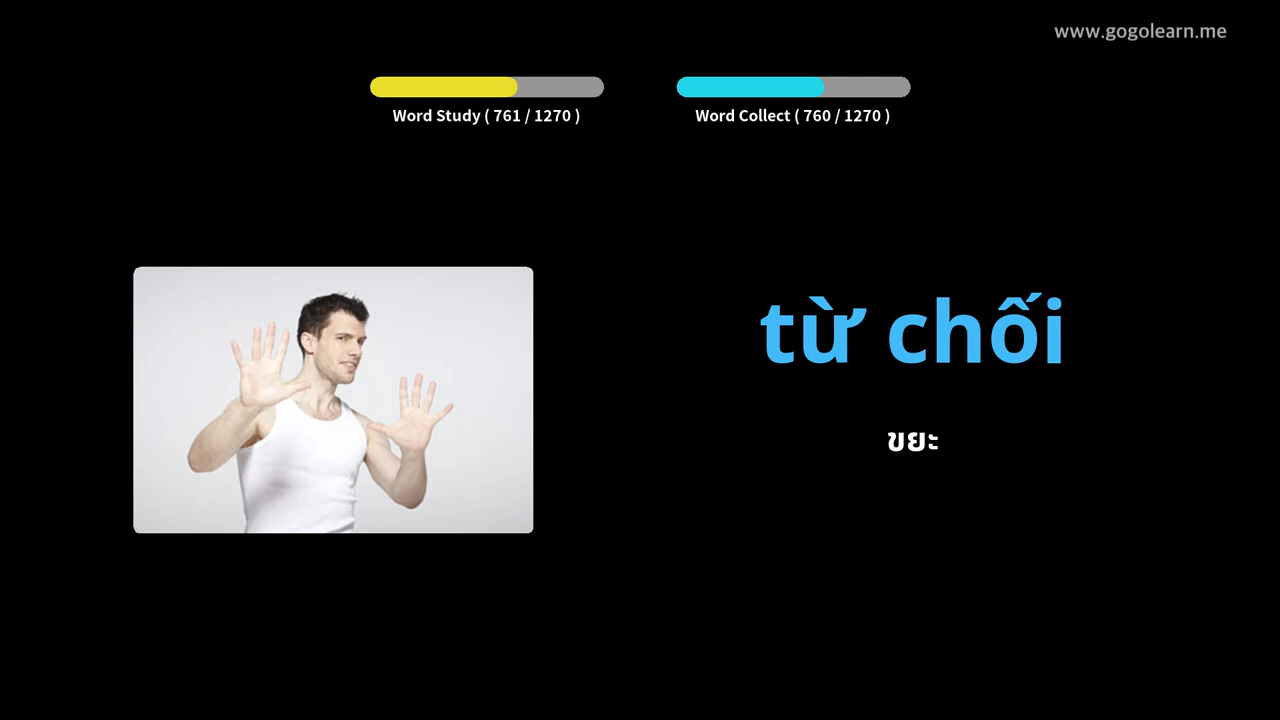 www.gogolearn.me
Word Study ( 761 / 1270 )
Word Collect ( 760 / 1270 )
từ chối
ขยะ